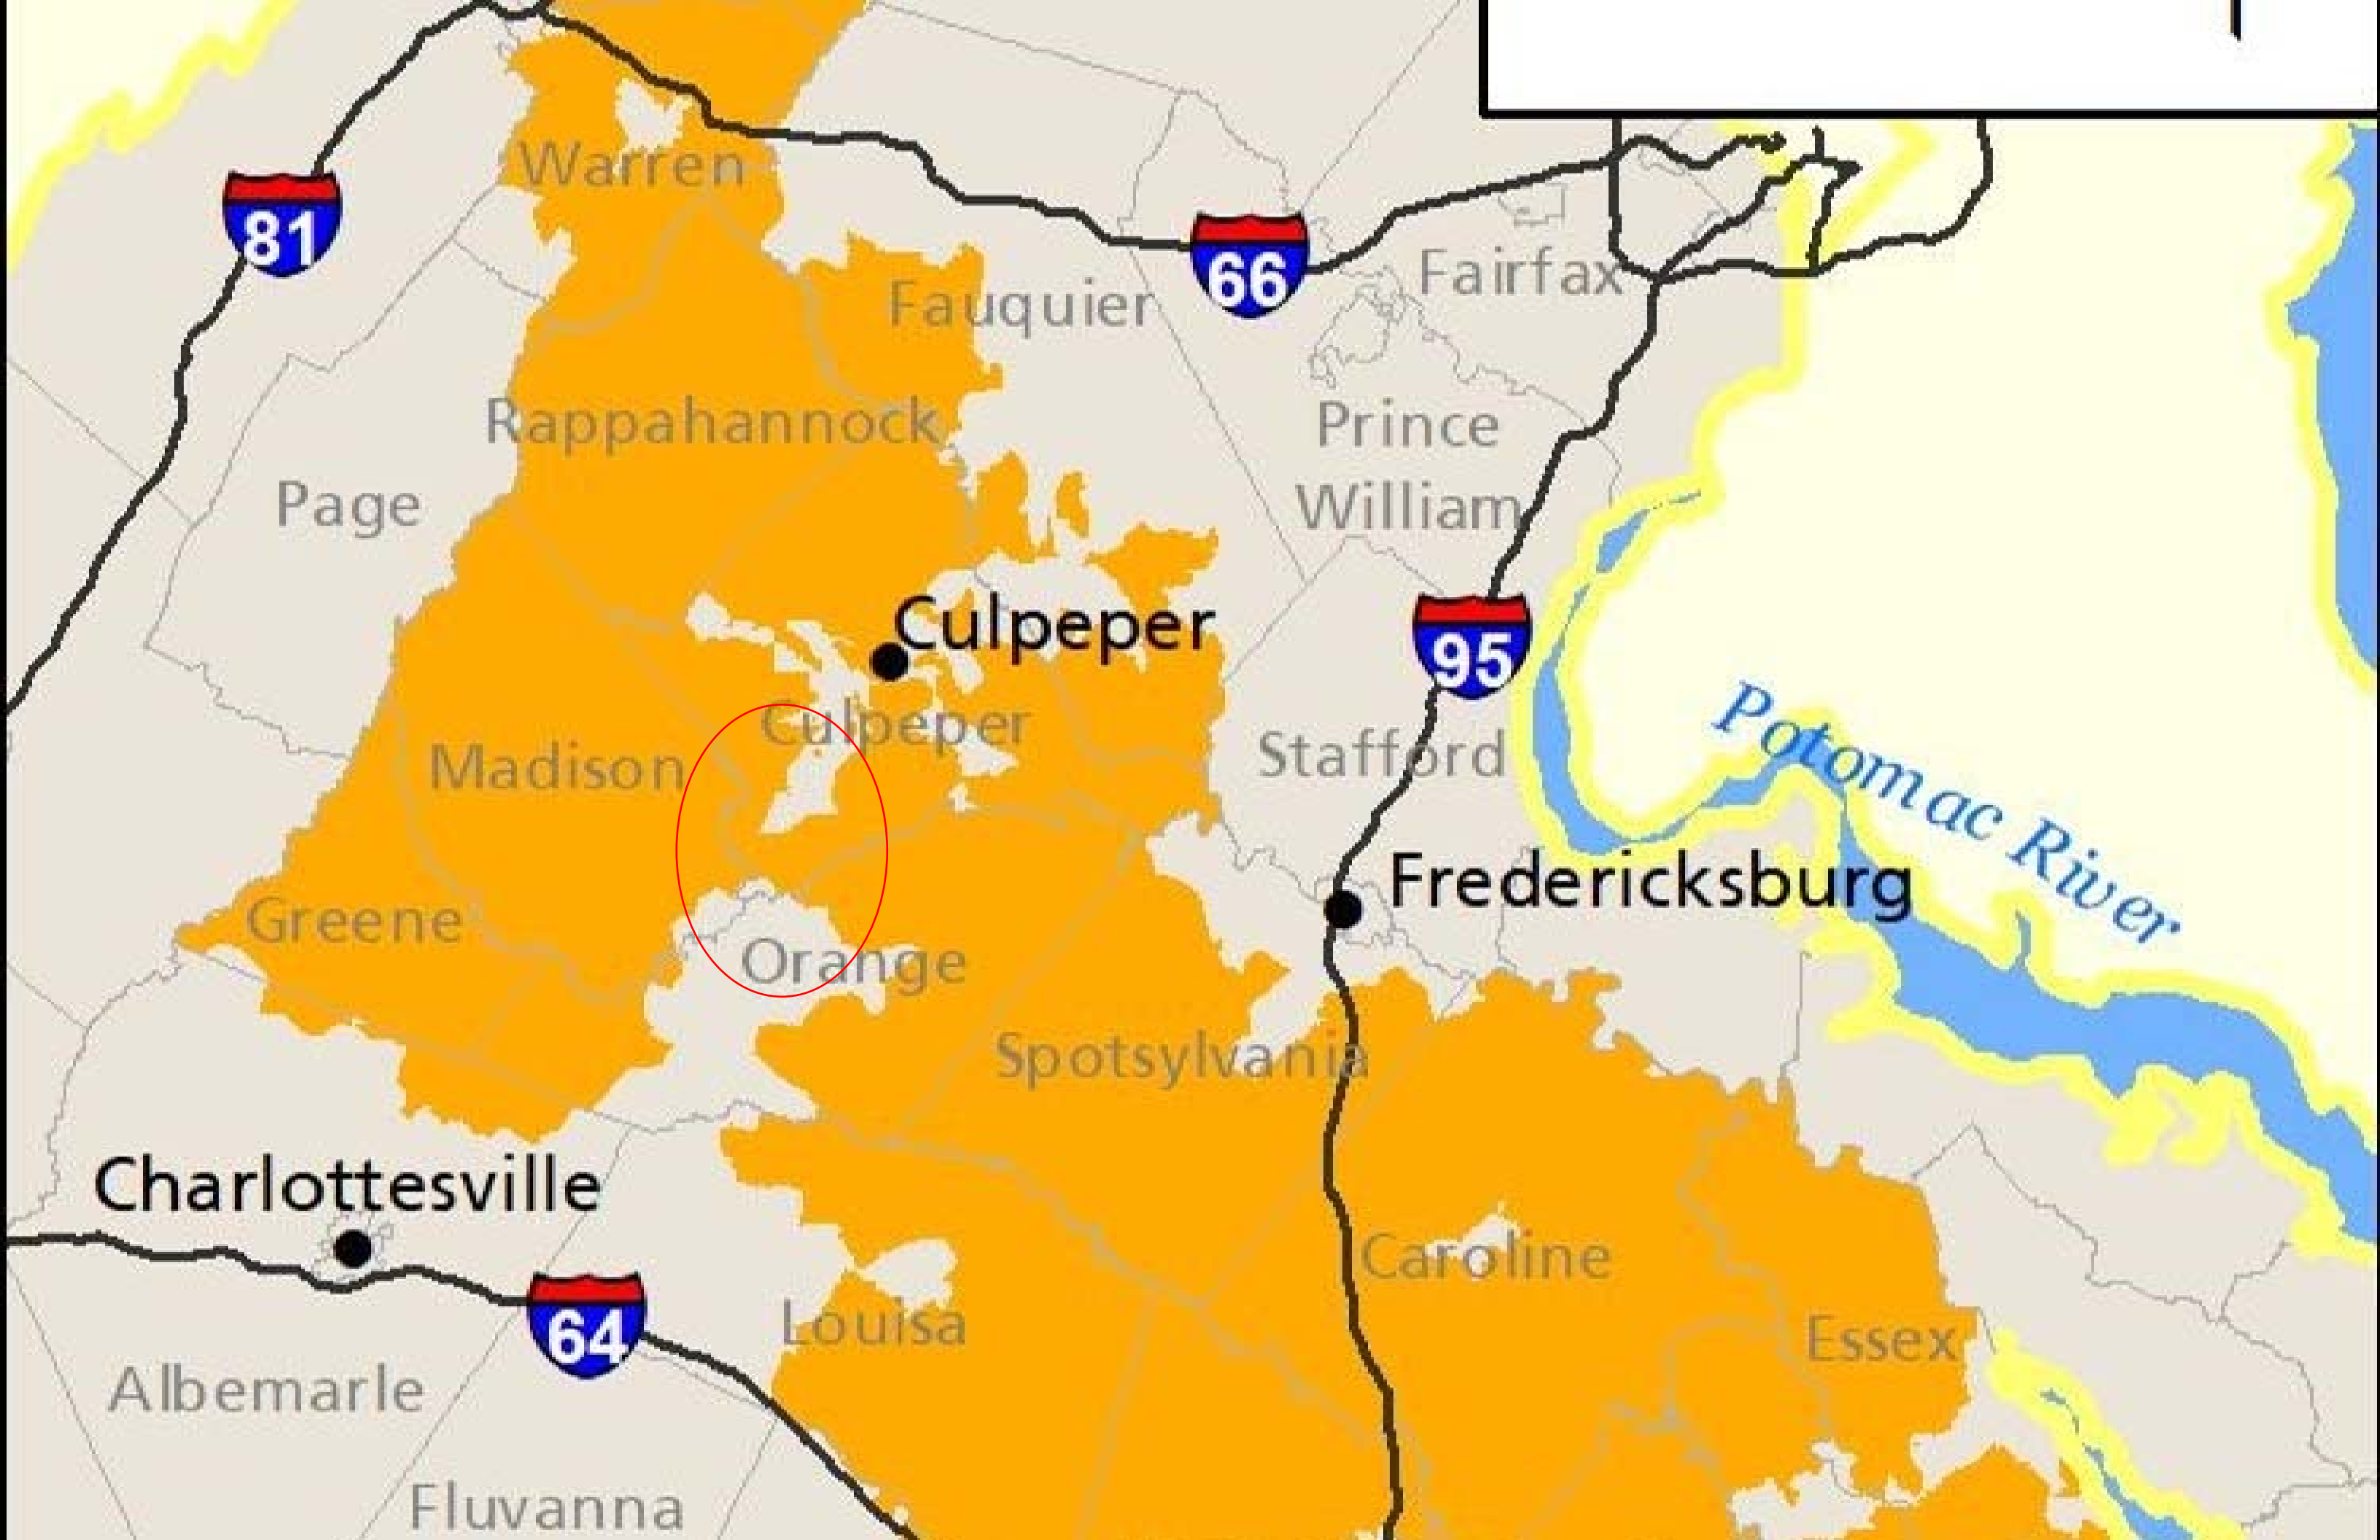 Warren
81
66
Fairfax
Fauquier
Rappahannock
Prince
William
Page
Culpeper
95
Culpeper
Madison
Stafford
Potomac River
Fredericksburg
Greene
Orange
Spotsylvania
Charlottesville
Caroline
64
Louisa
Essex
Albemarle
Fluvanna